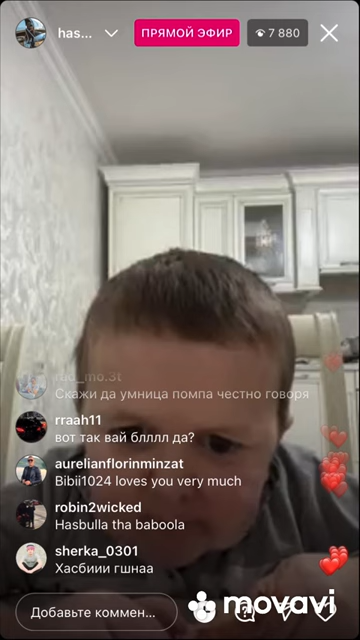 has...
ПРЯМОЙ ЭФИР
7 880
Скажи да умница помпа честно говоря
rraah11
вот так вай блллл да?
aurelianflorinminzat
Bibii1024 loves you very much
robin2wicked
Hasbulla tha baboola
sherka_0301
Хасбиии гшнаа
Добавьте коммен...
movavi